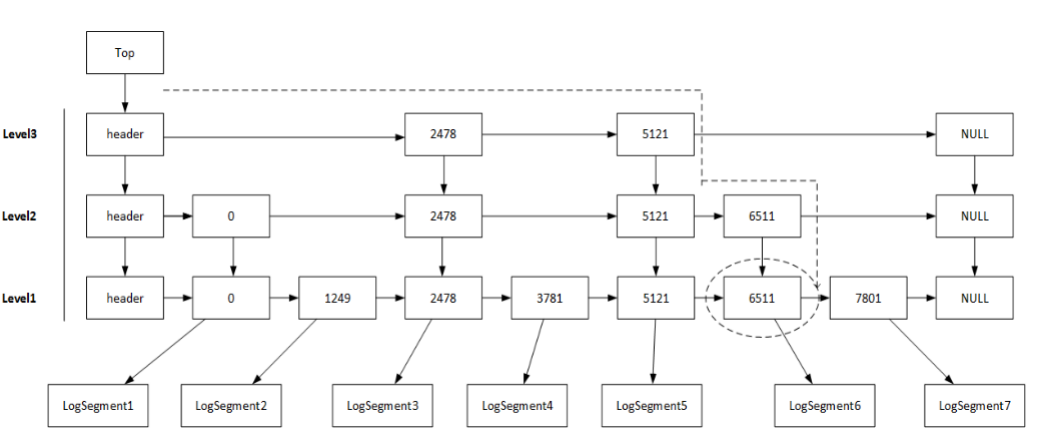 Top
Level3 header 2478 5121 NULL
Level2 header 0 2478 5121 6511 NULL
Level1 header 0 1249 2478 3781 5121 6511 7801 NULL
LogSegment1 LogSegment2 LogSegment3 LogSegment4 LogSegment5 LogSegment6 LogSegment7